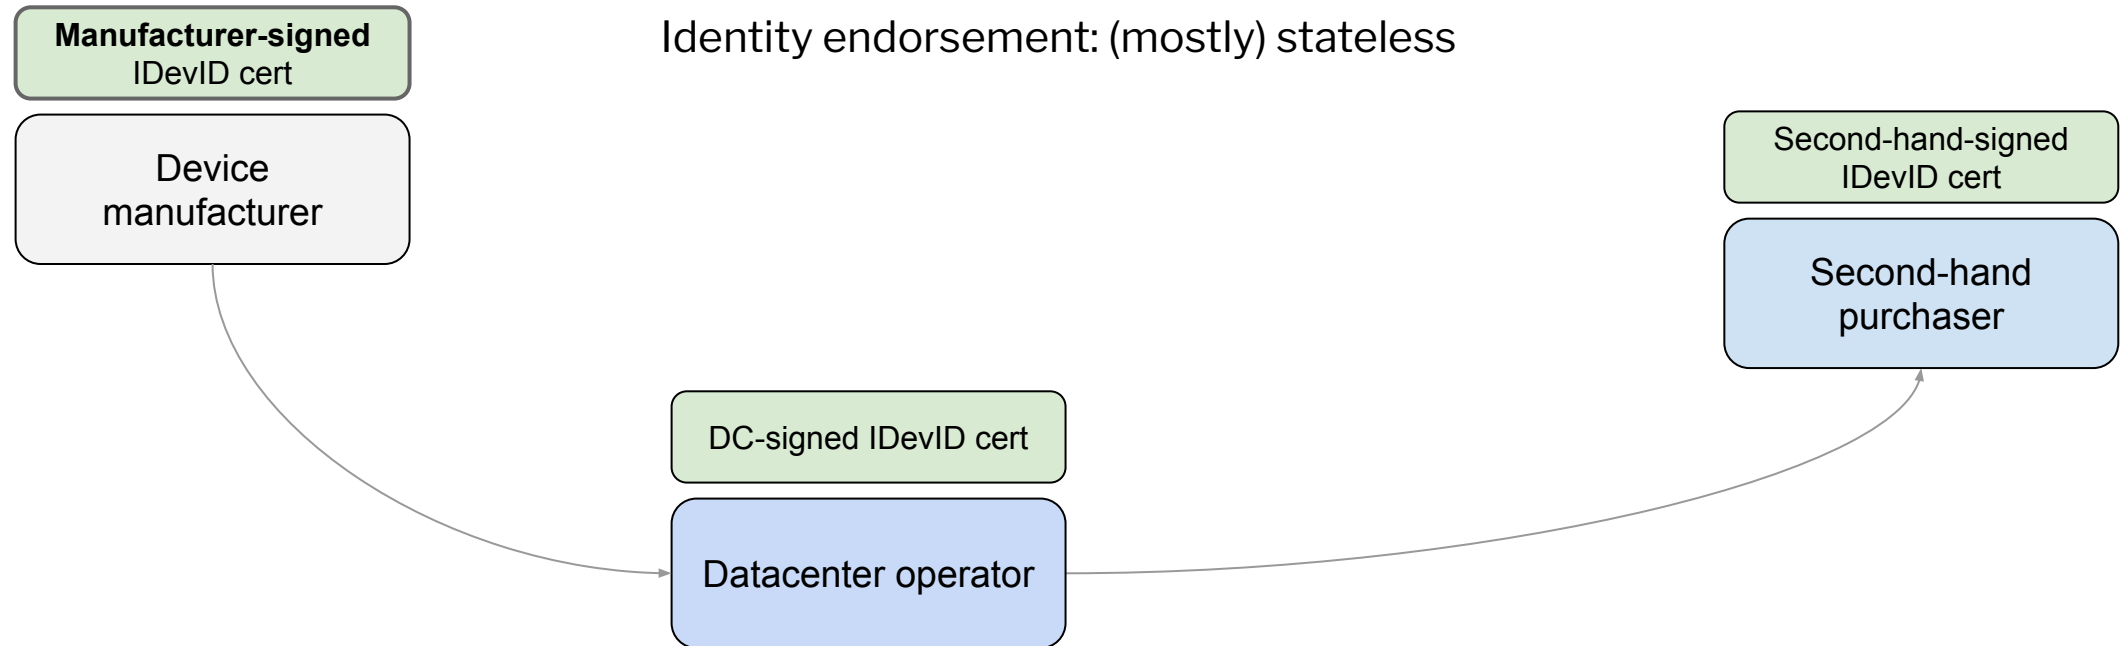 Identity endorsement: (mostly) stateless
Manufacturer-signed
IDevID cert
Device
manufacturer
DC-signed IDevID cert
Datacenter operator
Second-hand-signed
IDevID cert
Second-hand
purchaser